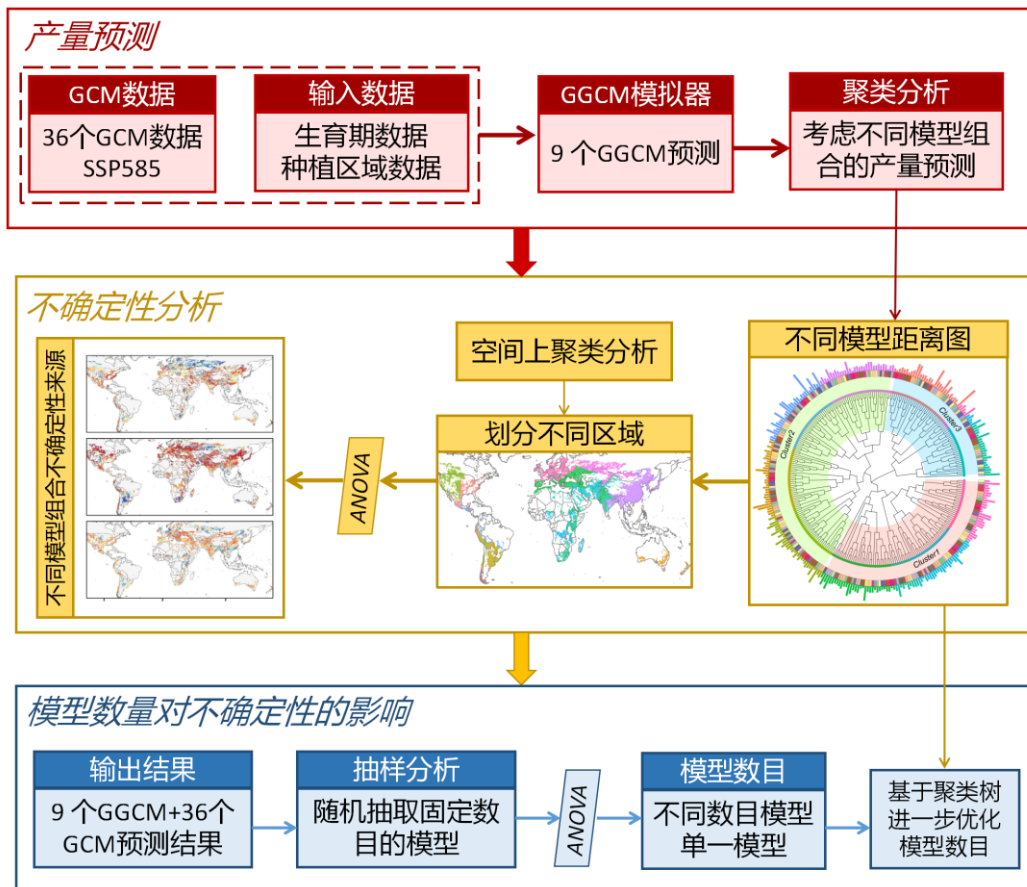 产量预测
GCM数据
36个GCM数据
SSP585
输入数据
生育期数据
种植区域数据
GGCM模拟器
9 个GGCM预测
聚类分析
考虑不同模型组
合的产量预测
不确定性分析
不同模型组合不确定性来源
ANOVA
空间上聚类分析
划分不同区域
不同模型距离图
Cluster2
Cluster3
Cluster1
模型数量对不确定性的影响
输出结果
9 个GGCM+36个
GCM预测结果
抽样分析
随机抽取固定数
目的模型
ANOVA
模型数目
不同数目模型
单一模型
基于聚类树
进一步优化
模型数目